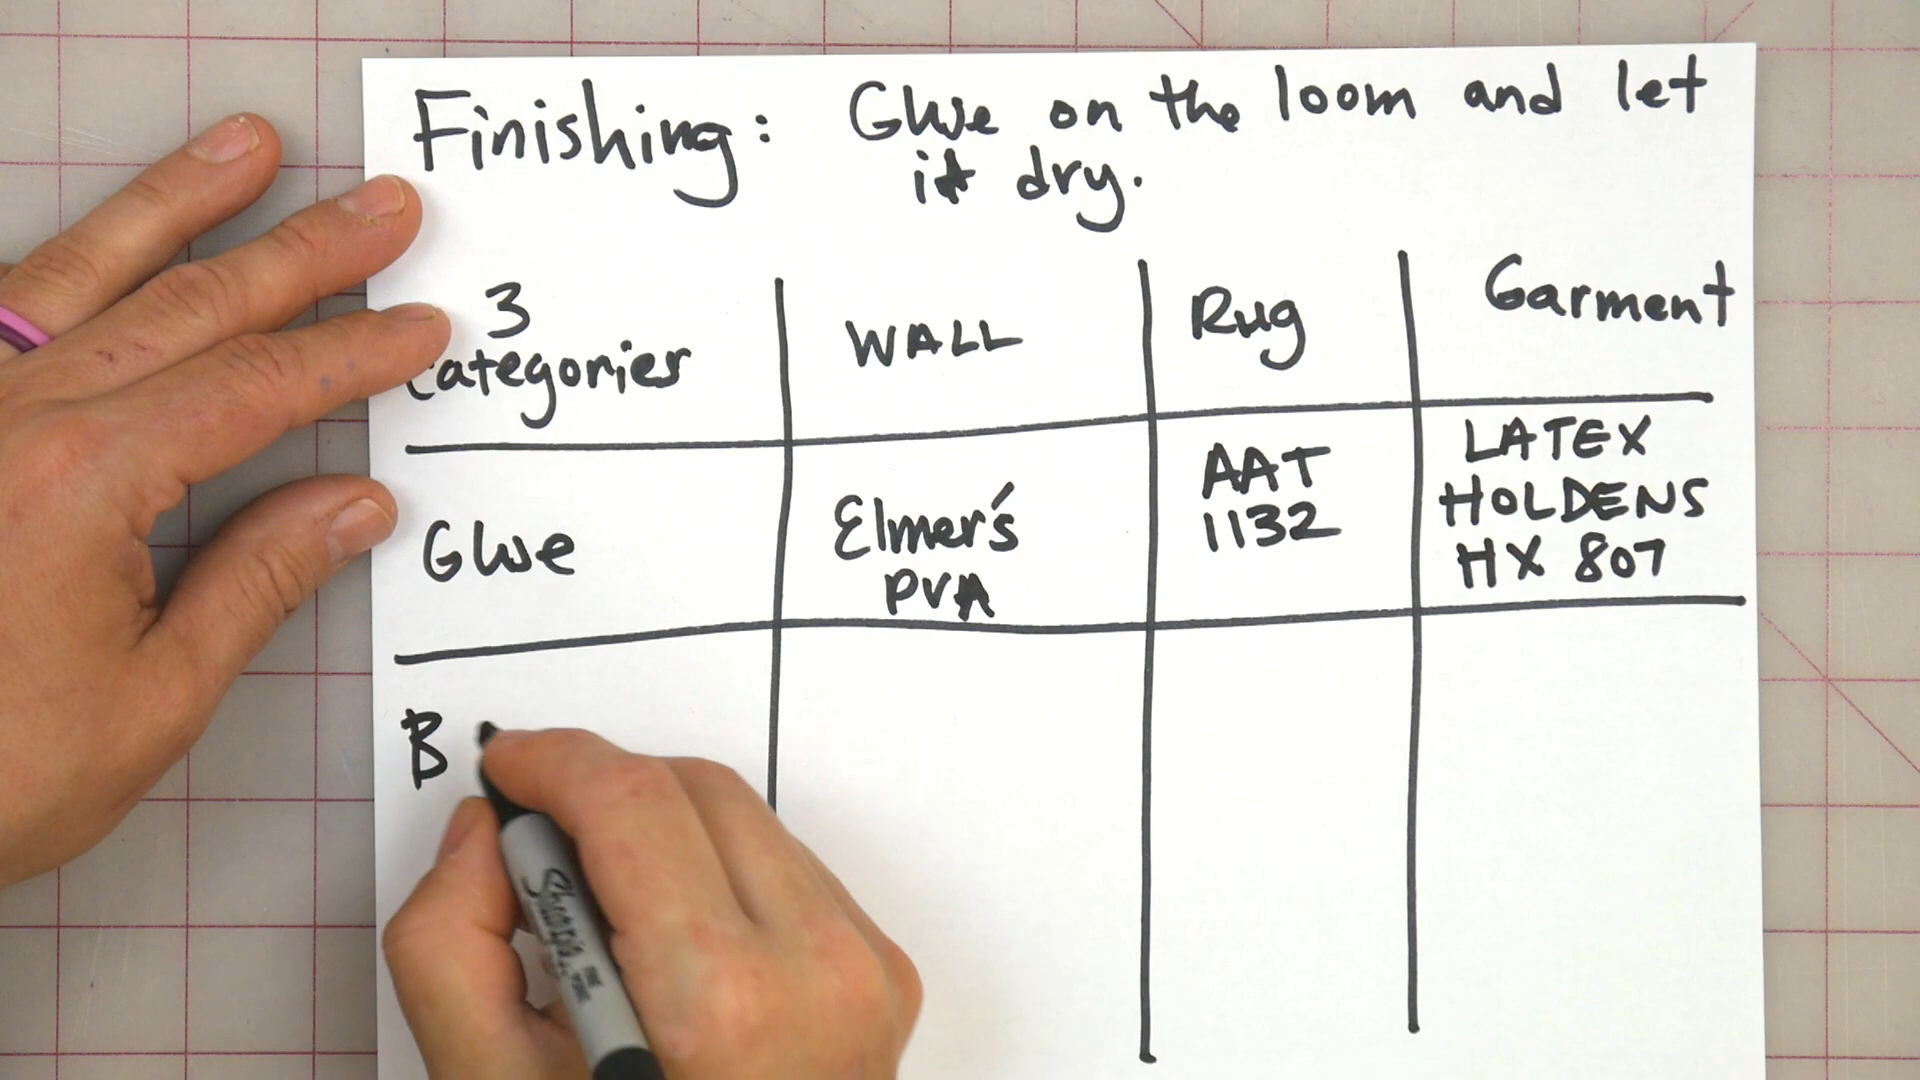 Finishing: Glue on the loom and let
it dry.
3
Categories
WALL
Rug
Garment
Glue
Elmer's
PVA
AAT
1132
LATEX
HOLDENS
HX 807
B
Sharpie